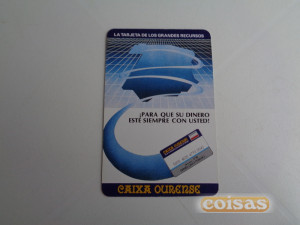 LA TARJETA DE LOS GRANDES RECURSOS
¡PARA QUE SU DINERO
ESTÉ SIEMPRE CON USTED!
CAIXA OURENSE
coisas